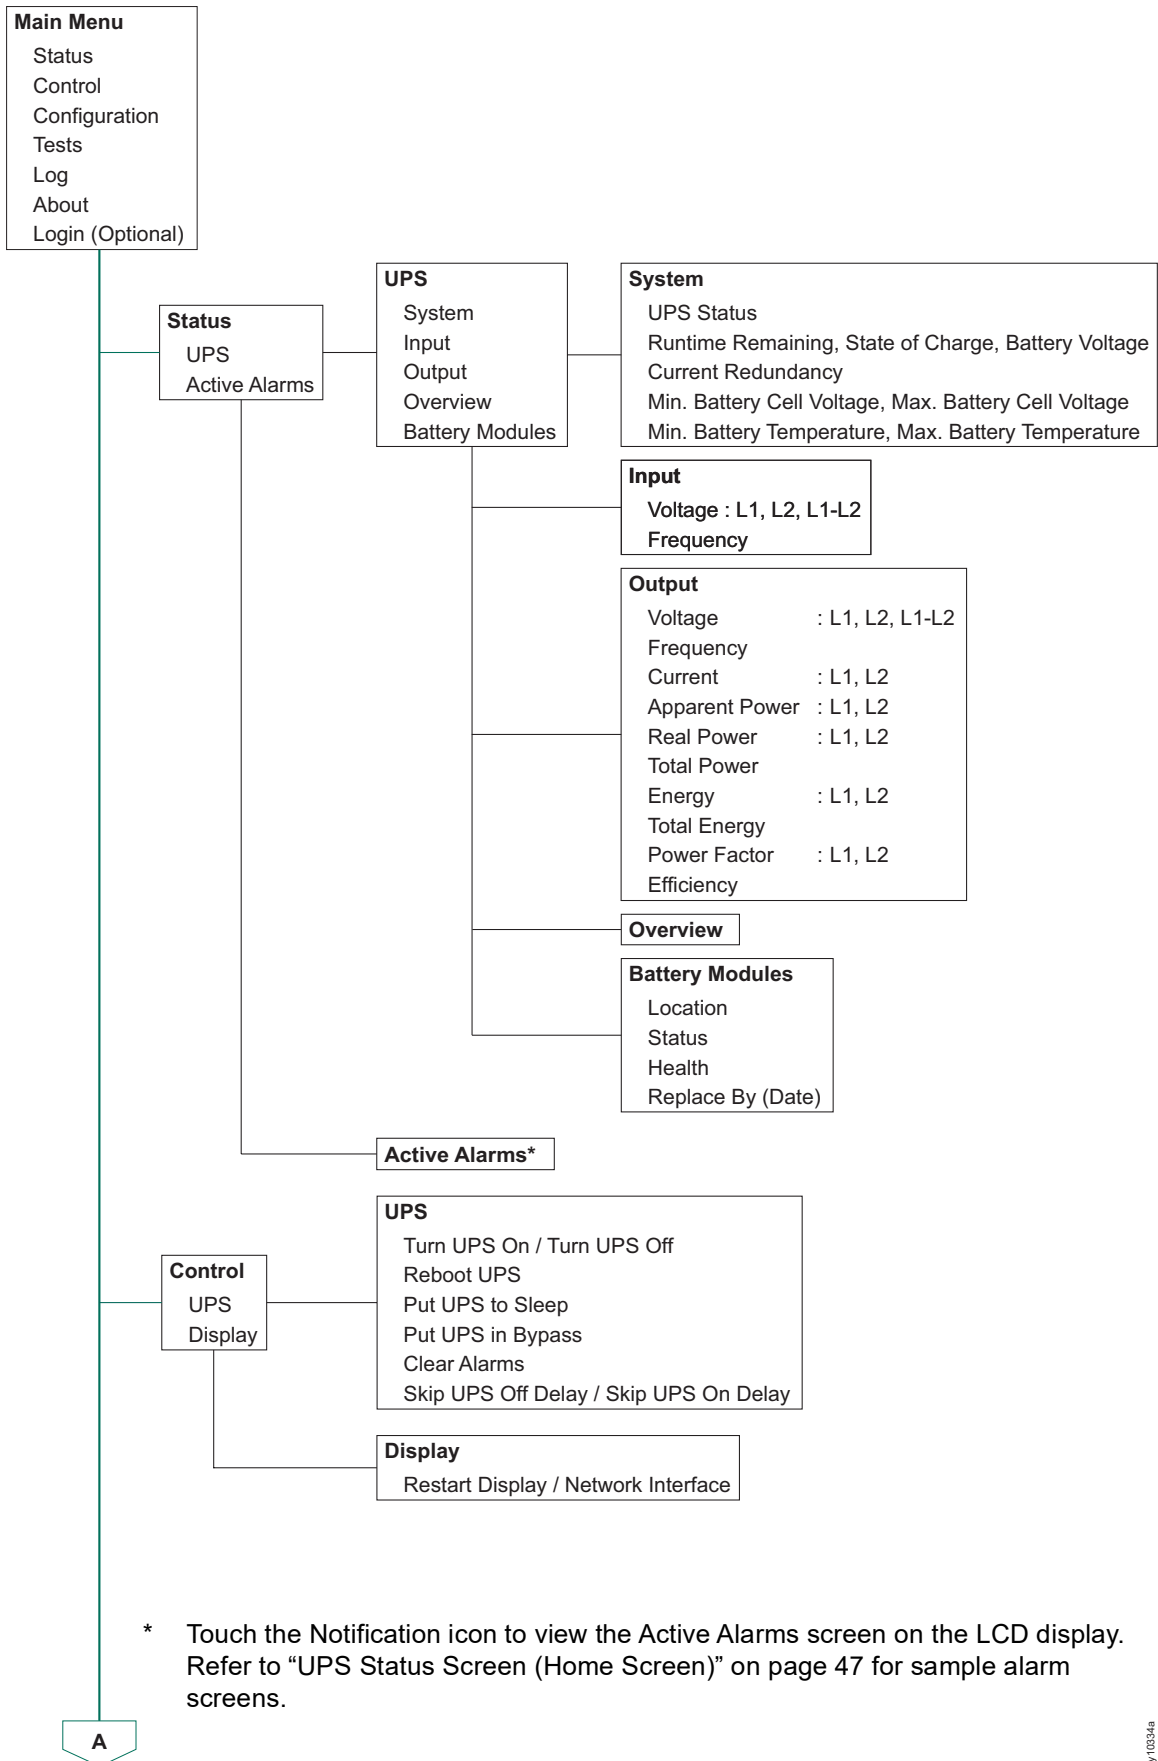 Main Menu
Status
Control
Configuration
Tests
Log
About
Login (Optional)
Status
UPS
Active Alarms
UPS
System
Input
Output
Overview
Battery Modules
System
UPS Status
Runtime Remaining, State of Charge, Battery Voltage
Current Redundancy
Min. Battery Cell Voltage, Max. Battery Cell Voltage
Min. Battery Temperature, Max. Battery Temperature
Input
Voltage : L1, L2, L1-L2
Frequency
Output
Voltage : L1, L2, L1-L2
Frequency
Current : L1, L2
Apparent Power : L1, L2
Real Power : L1, L2
Total Power
Energy : L1, L2
Total Energy
Power Factor : L1, L2
Efficiency
Overview
Battery Modules
Location
Status
Health
Replace By (Date)
Active Alarms*
Control
UPS
Display
UPS
Turn UPS On / Turn UPS Off
Reboot UPS
Put UPS to Sleep
Put UPS in Bypass
Clear Alarms
Skip UPS Off Delay / Skip UPS On Delay
Display
Restart Display / Network Interface
* Touch the Notification icon to view the Active Alarms screen on the LCD display.
Refer to “UPS Status Screen (Home Screen)” on page 47 for sample alarm
screens.
A
y10334a